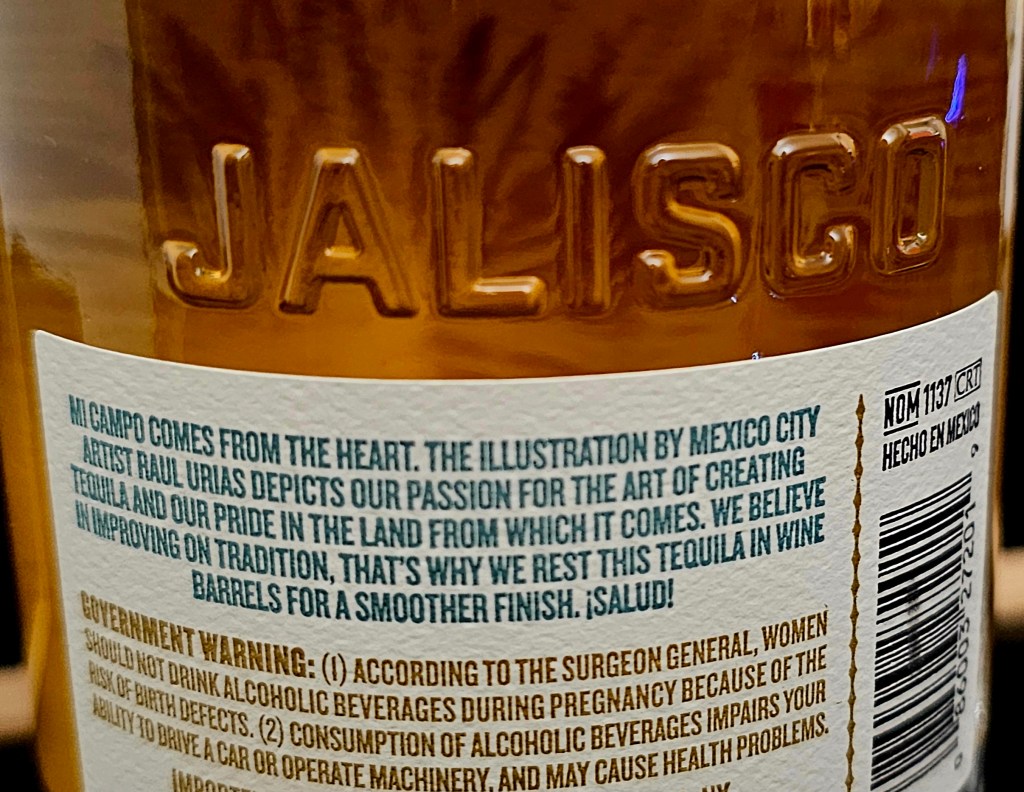 JALISCO
MI CAMPO COMES FROM THE HEART. THE ILLUSTRATION BY MEXICO CITY
ARTIST RAUL URIAS DEPICTS OUR PASSION FOR THE ART OF CREATING
TEQUILA AND OUR PRIDE IN THE LAND FROM WHICH IT COMES. WE BELIEVE
IN IMPROVING ON TRADITION, THAT'S WHY WE REST THIS TEQUILA IN WINE
BARRELS FOR A SMOOTHER FINISH. ¡SALUD!
GOVERNMENT WARNING: (1) ACCORDING TO THE SURGEON GENERAL, WOMEN
SHOULD NOT DRINK ALCOHOLIC BEVERAGES DURING PREGNANCY BECAUSE OF THE
RISK OF BIRTH DEFECTS. (2) CONSUMPTION OF ALCOHOLIC BEVERAGES IMPAIRS YOUR
ABILITY TO DRIVE A CAR OR OPERATE MACHINERY, AND MAY CAUSE HEALTH PROBLEMS.
NOM 1137 CRT
HECHO EN MEXICO